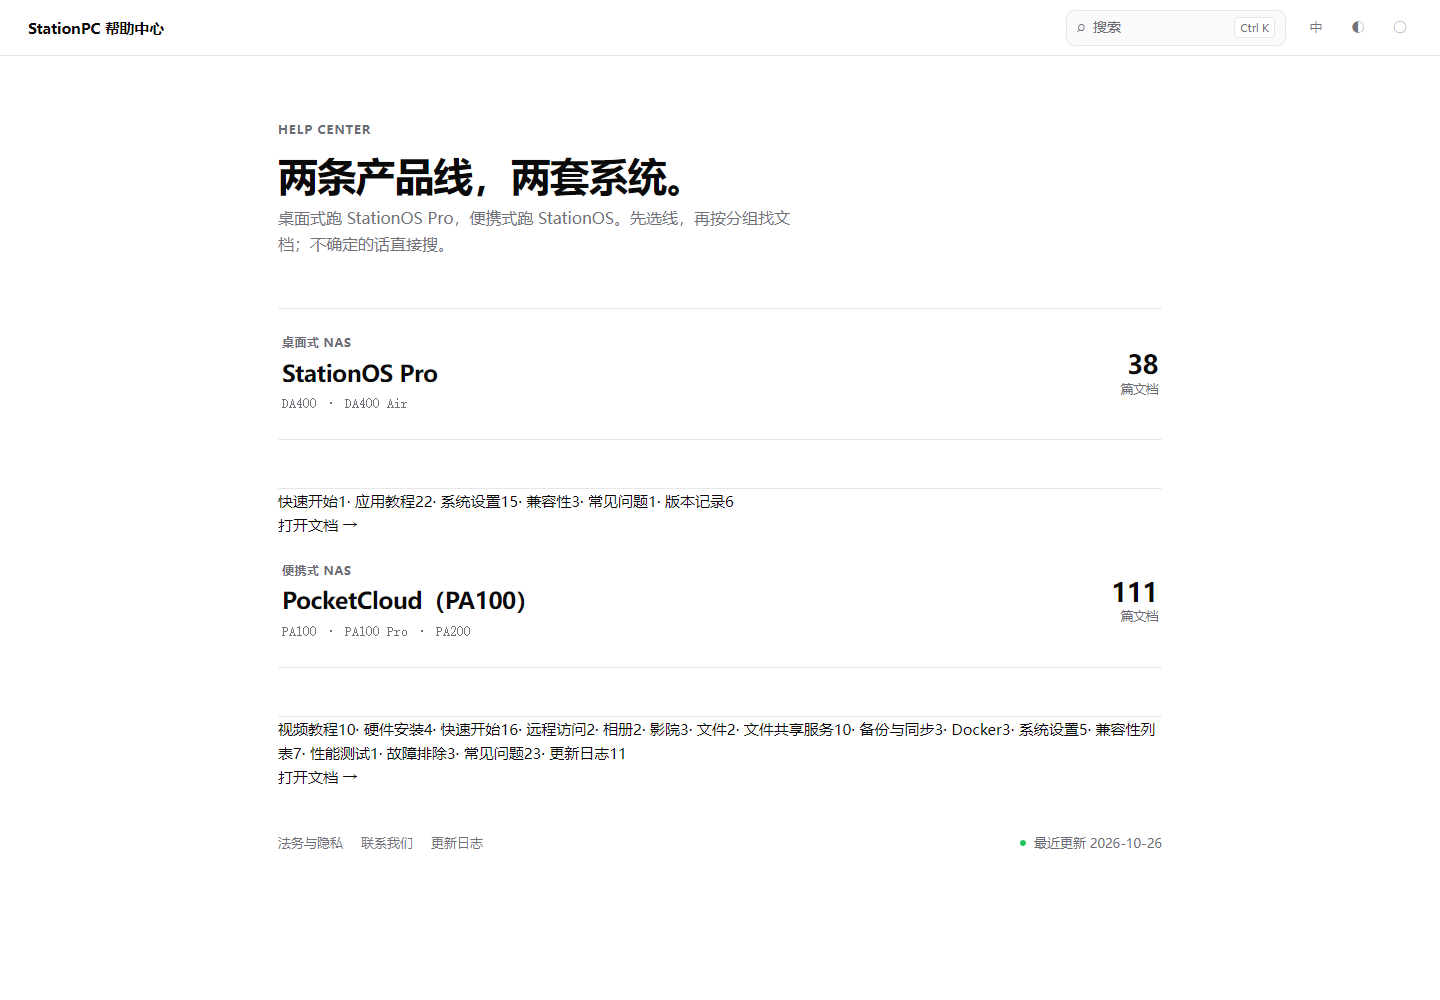 StationPC 帮助中心
搜索
Ctrl K
中
HELP CENTER
两条产品线，两套系统。
桌面式跑 StationOS Pro，便携式跑 StationOS。先选线，再按分组找文
档；不确定的话直接搜。
桌面式 NAS
StationOS Pro
DA400 · DA400 Air
38
篇文档
快速开始1· 应用教程22· 系统设置15· 兼容性3· 常见问题1· 版本记录6
打开文档 →
便携式 NAS
PocketCloud（PA100）
PA100 · PA100 Pro · PA200
111
篇文档
视频教程10· 硬件安装4· 快速开始16· 远程访问2· 相册2· 影院3· 文件2· 文件共享服务10· 备份与同步3· Docker3· 系统设置5· 兼容性列
表7· 性能测试1· 故障排除3· 常见问题23· 更新日志11
打开文档 →
法务与隐私 联系我们 更新日志
最近更新 2026-10-26